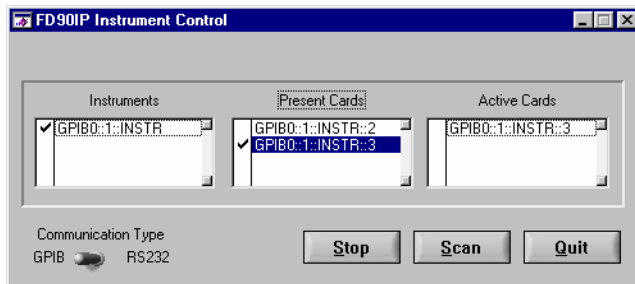 FD90IP Instrument Control
Instruments
Present Cards
Active Cards
GPIB0::1::INSTR
GPIB0::1::INSTR::2
GPIB0::1::INSTR::3
GPIB0::1::INSTR::3
Communication Type
GPIB RS232
Stop
Scan
Quit